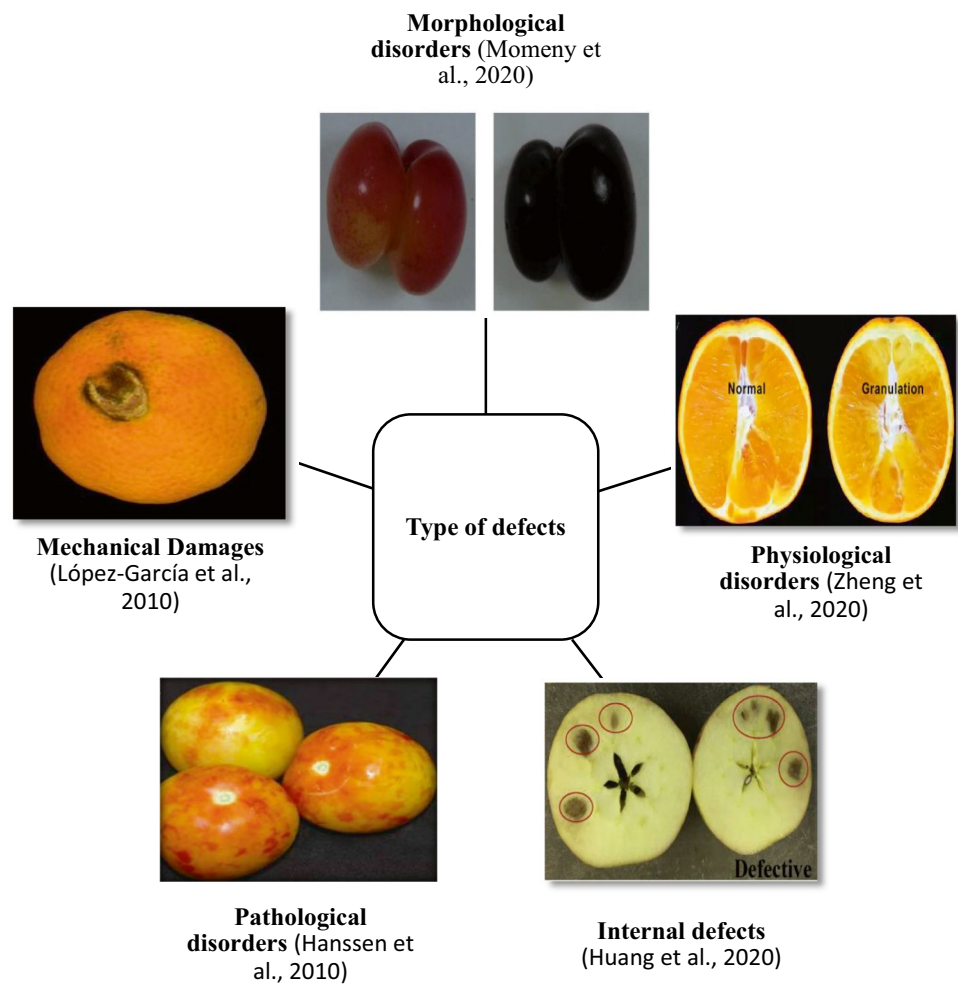 Morphological
disorders (Momeny et
al., 2020)
Normal
Granulation
Mechanical Damages
(López-García et al.,
2010)
Type of defects
Physiological
disorders (Zheng et
al., 2020)
Defective
Pathological
disorders (Hanssen et
al., 2010)
Internal defects
(Huang et al., 2020)